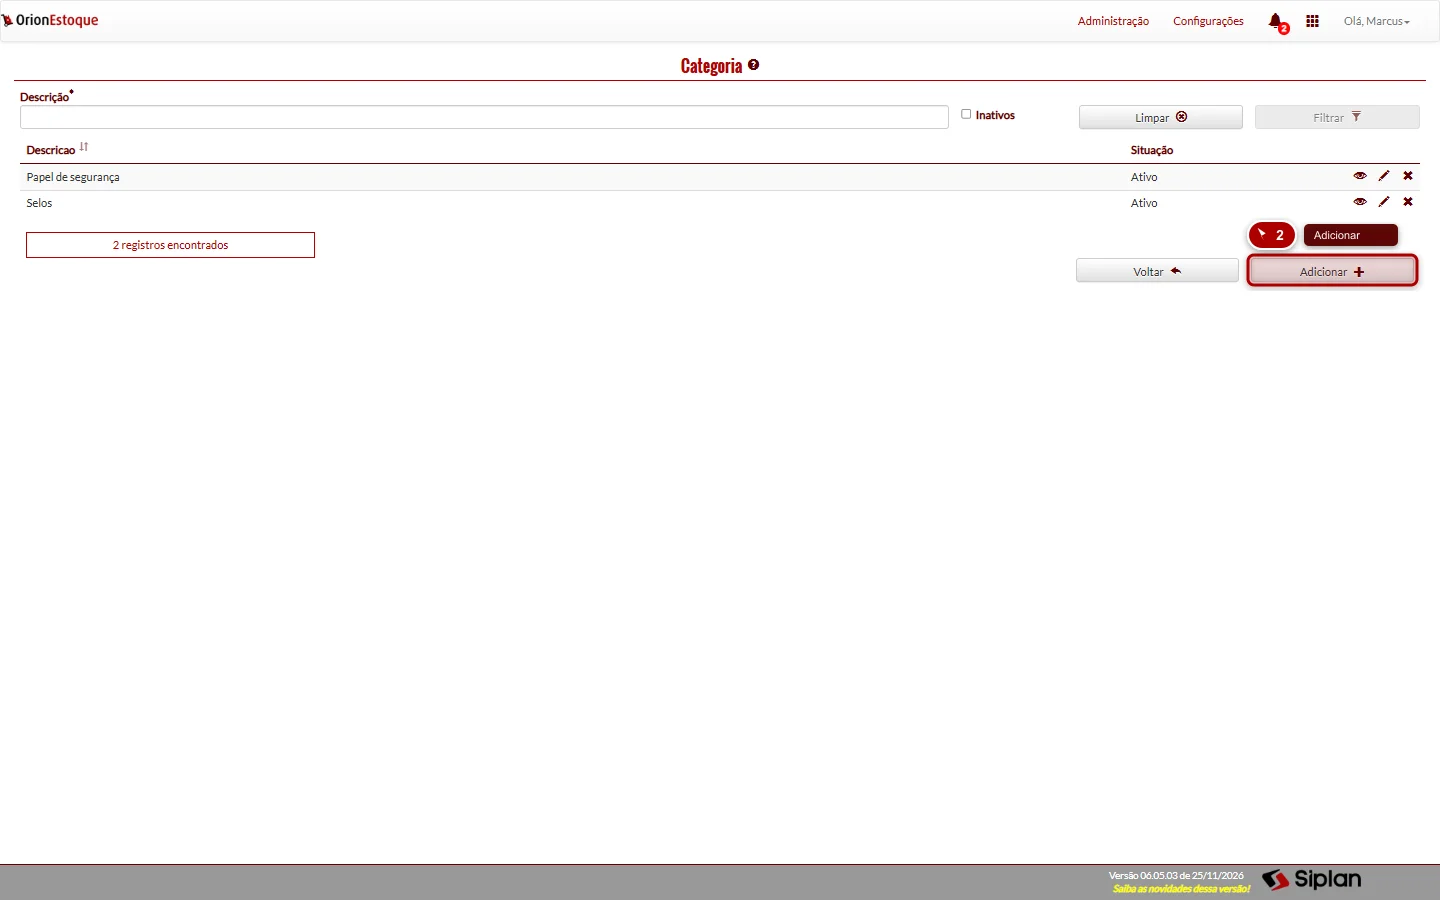 OrionEstoque
Administração
Configurações
2
Olá, Marcus
Categoria
Descrição*
Inativos
Limpar
Filtrar
Descricao
Situação
Papel de segurança
Ativo
Selos
Ativo
2 registros encontrados
2
Adicionar
Voltar
Adicionar
Versão 06.05.03 de 25/11/2026
Saiba as novidades dessa versão!
Siplan